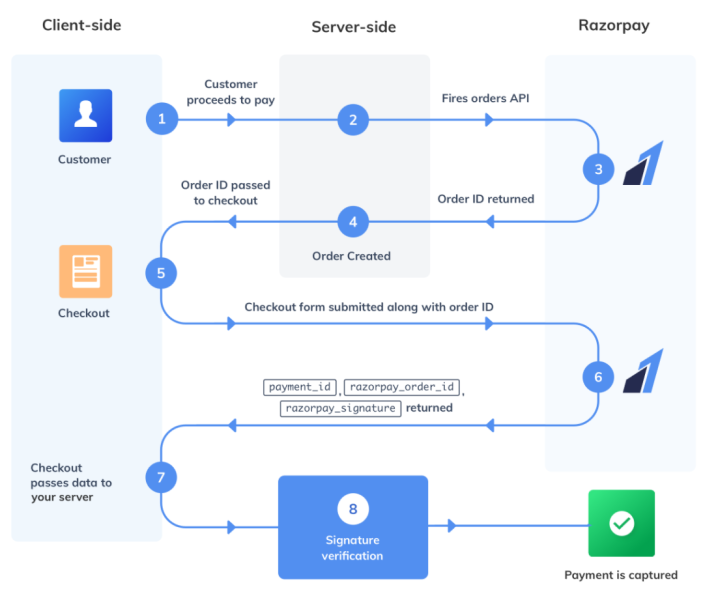 Client-side
Server-side
Razorpay
Customer
proceeds to pay
Fires orders API
1
2
3
Customer
Order ID passed
to checkout
Order ID returned
4
Order Created
5
Checkout
Checkout form submitted along with order ID
6
payment_id , razorpay_order_id ,
razorpay_signature returned
Checkout
passes data to
your server
7
8
Signature
verification
Payment is captured